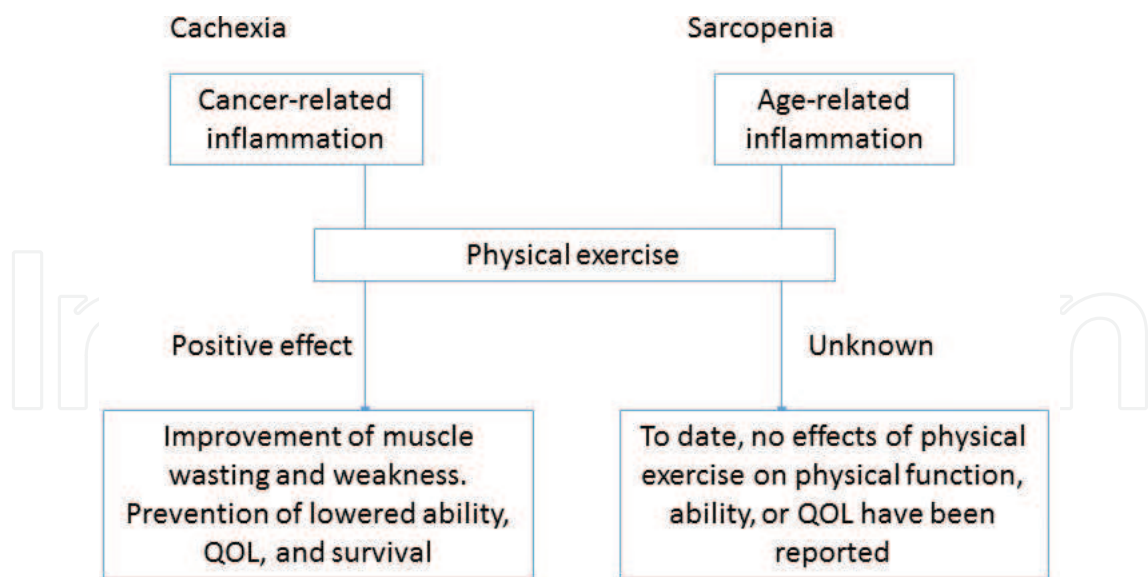 Cachexia
Sarcopenia
Cancer-related
inflammation
Age-related
inflammation
Physical exercise
Positive effect
Unknown
Improvement of muscle
wasting and weakness.
Prevention of lowered ability,
QOL, and survival
To date, no effects of physical
exercise on physical function,
ability, or QOL have been
reported